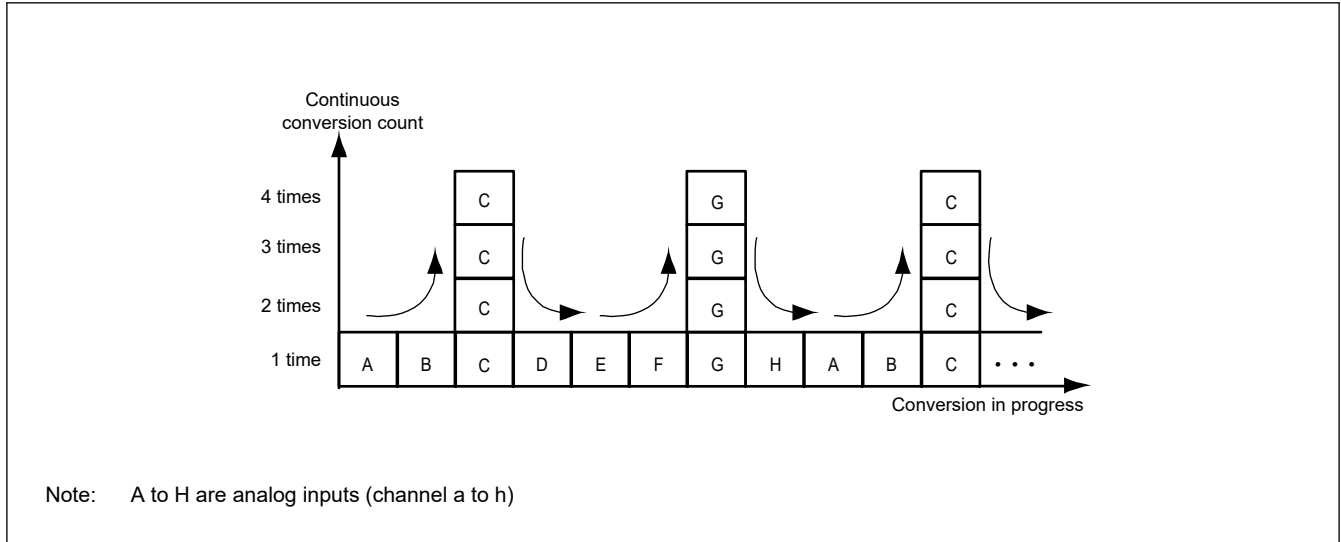 Continuous
conversion count
4 times C G C
3 times C G C
2 times C G C
1 time A B C D E F G H A B C • • •
Conversion in progress
Note: A to H are analog inputs (channel a to h)